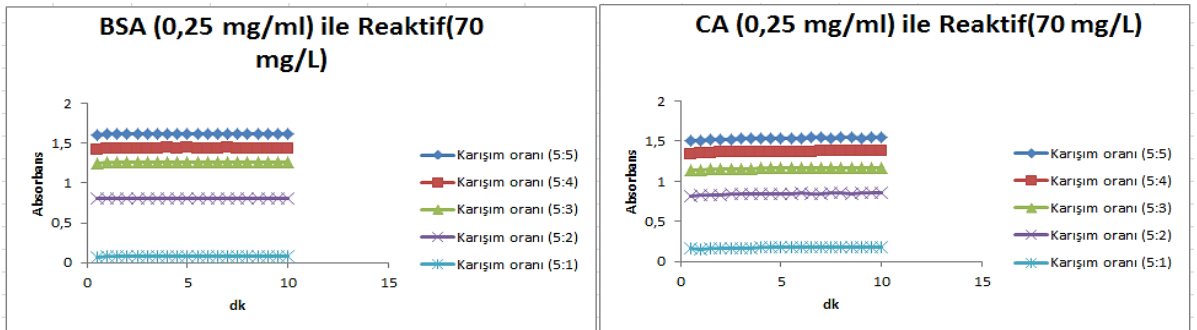 BSA (0,25 mg/ml) ile Reaktif(70
mg/L)
2
1,5
1
0,5
0
Absorbans
0
5
10
15
dk
Karışım oranı (5:5)
Karışım oranı (5:4)
Karışım oranı (5:3)
Karışım oranı (5:2)
Karışım oranı (5:1)
CA (0,25 mg/ml) ile Reaktif(70 mg/L)
2
1,5
1
0,5
0
Absorbans
0
5
10
15
dk
Karışım oranı (5:5)
Karışım oranı (5:4)
Karışım oranı (5:3)
Karışım oranı (5:2)
Karışım oranı (5:1)